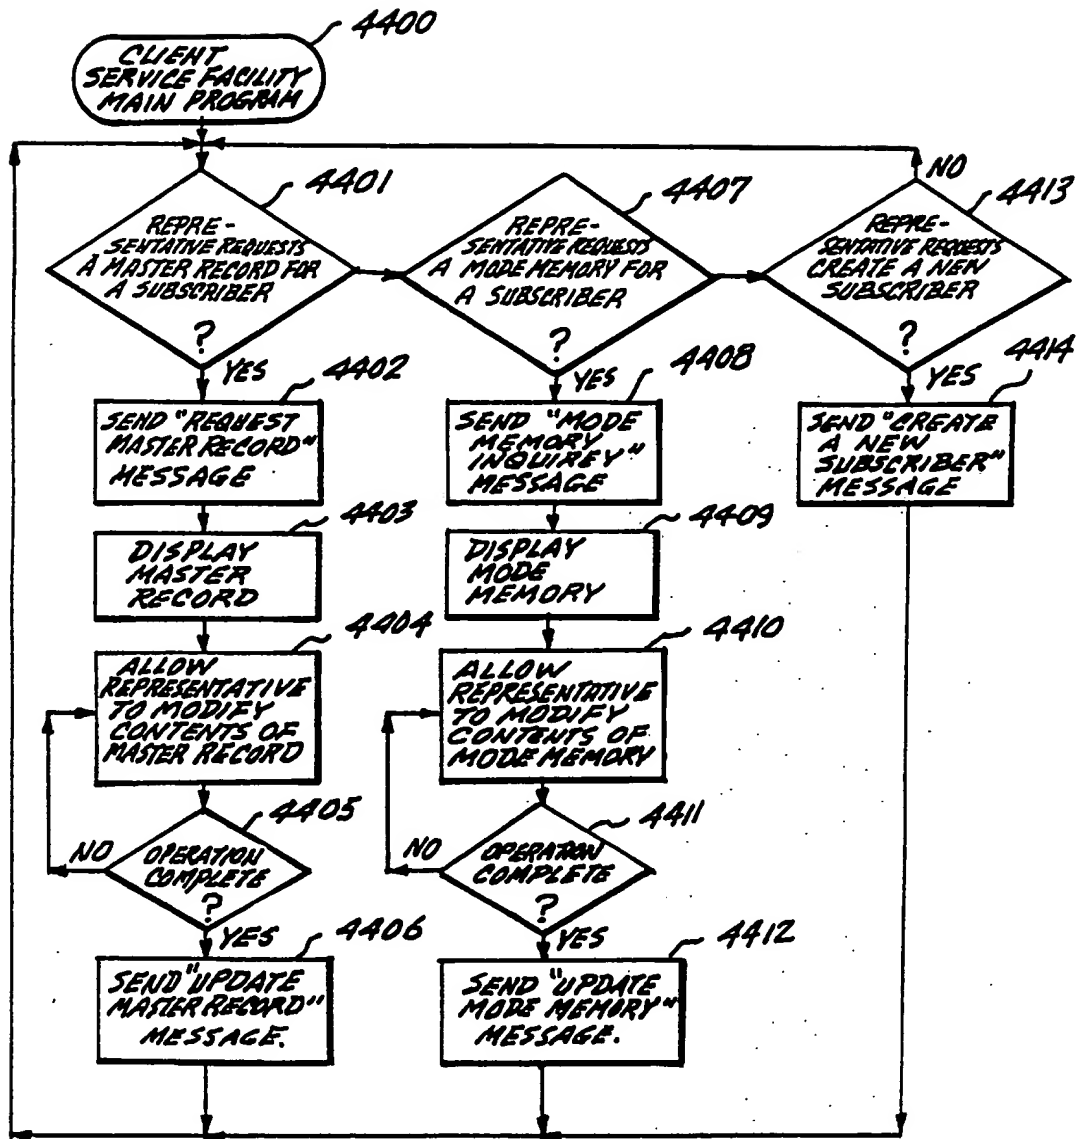 4400
CLIENT
SERVICE FACILITY
MAIN PROGRAM
4401
REPRE-
SENTATIVE REQUESTS
A MASTER RECORD FOR
A SUBSCRIBER
?
YES
4402
SEND "REQUEST
MASTER RECORD"
MESSAGE
4403
DISPLAY
MASTER
RECORD
4404
ALLOW
REPRESENTATIVE
TO MODIFY
CONTENTS OF
MASTER RECORD
4405
NO
OPERATION
COMPLETE
?
YES
4406
SEND "UPDATE
MASTER RECORD"
MESSAGE.
4407
REPRE-
SENTATIVE REQUESTS
A MODE MEMORY FOR
A SUBSCRIBER
?
YES
4408
SEND "MODE
MEMORY
INQUIREY"
MESSAGE
4409
DISPLAY
MODE
MEMORY
4410
ALLOW
REPRESENTATIVE
TO MODIFY
CONTENTS OF
MODE MEMORY
4411
NO
OPERATION
COMPLETE
?
YES
4412
SEND "UPDATE
MODE MEMORY"
MESSAGE.
NO
4413
REPRE-
SENTATIVE REQUESTS
CREATE A NEW
SUBSCRIBER
?
YES
4414
SEND "CREATE
A NEW
SUBSCRIBER"
MESSAGE